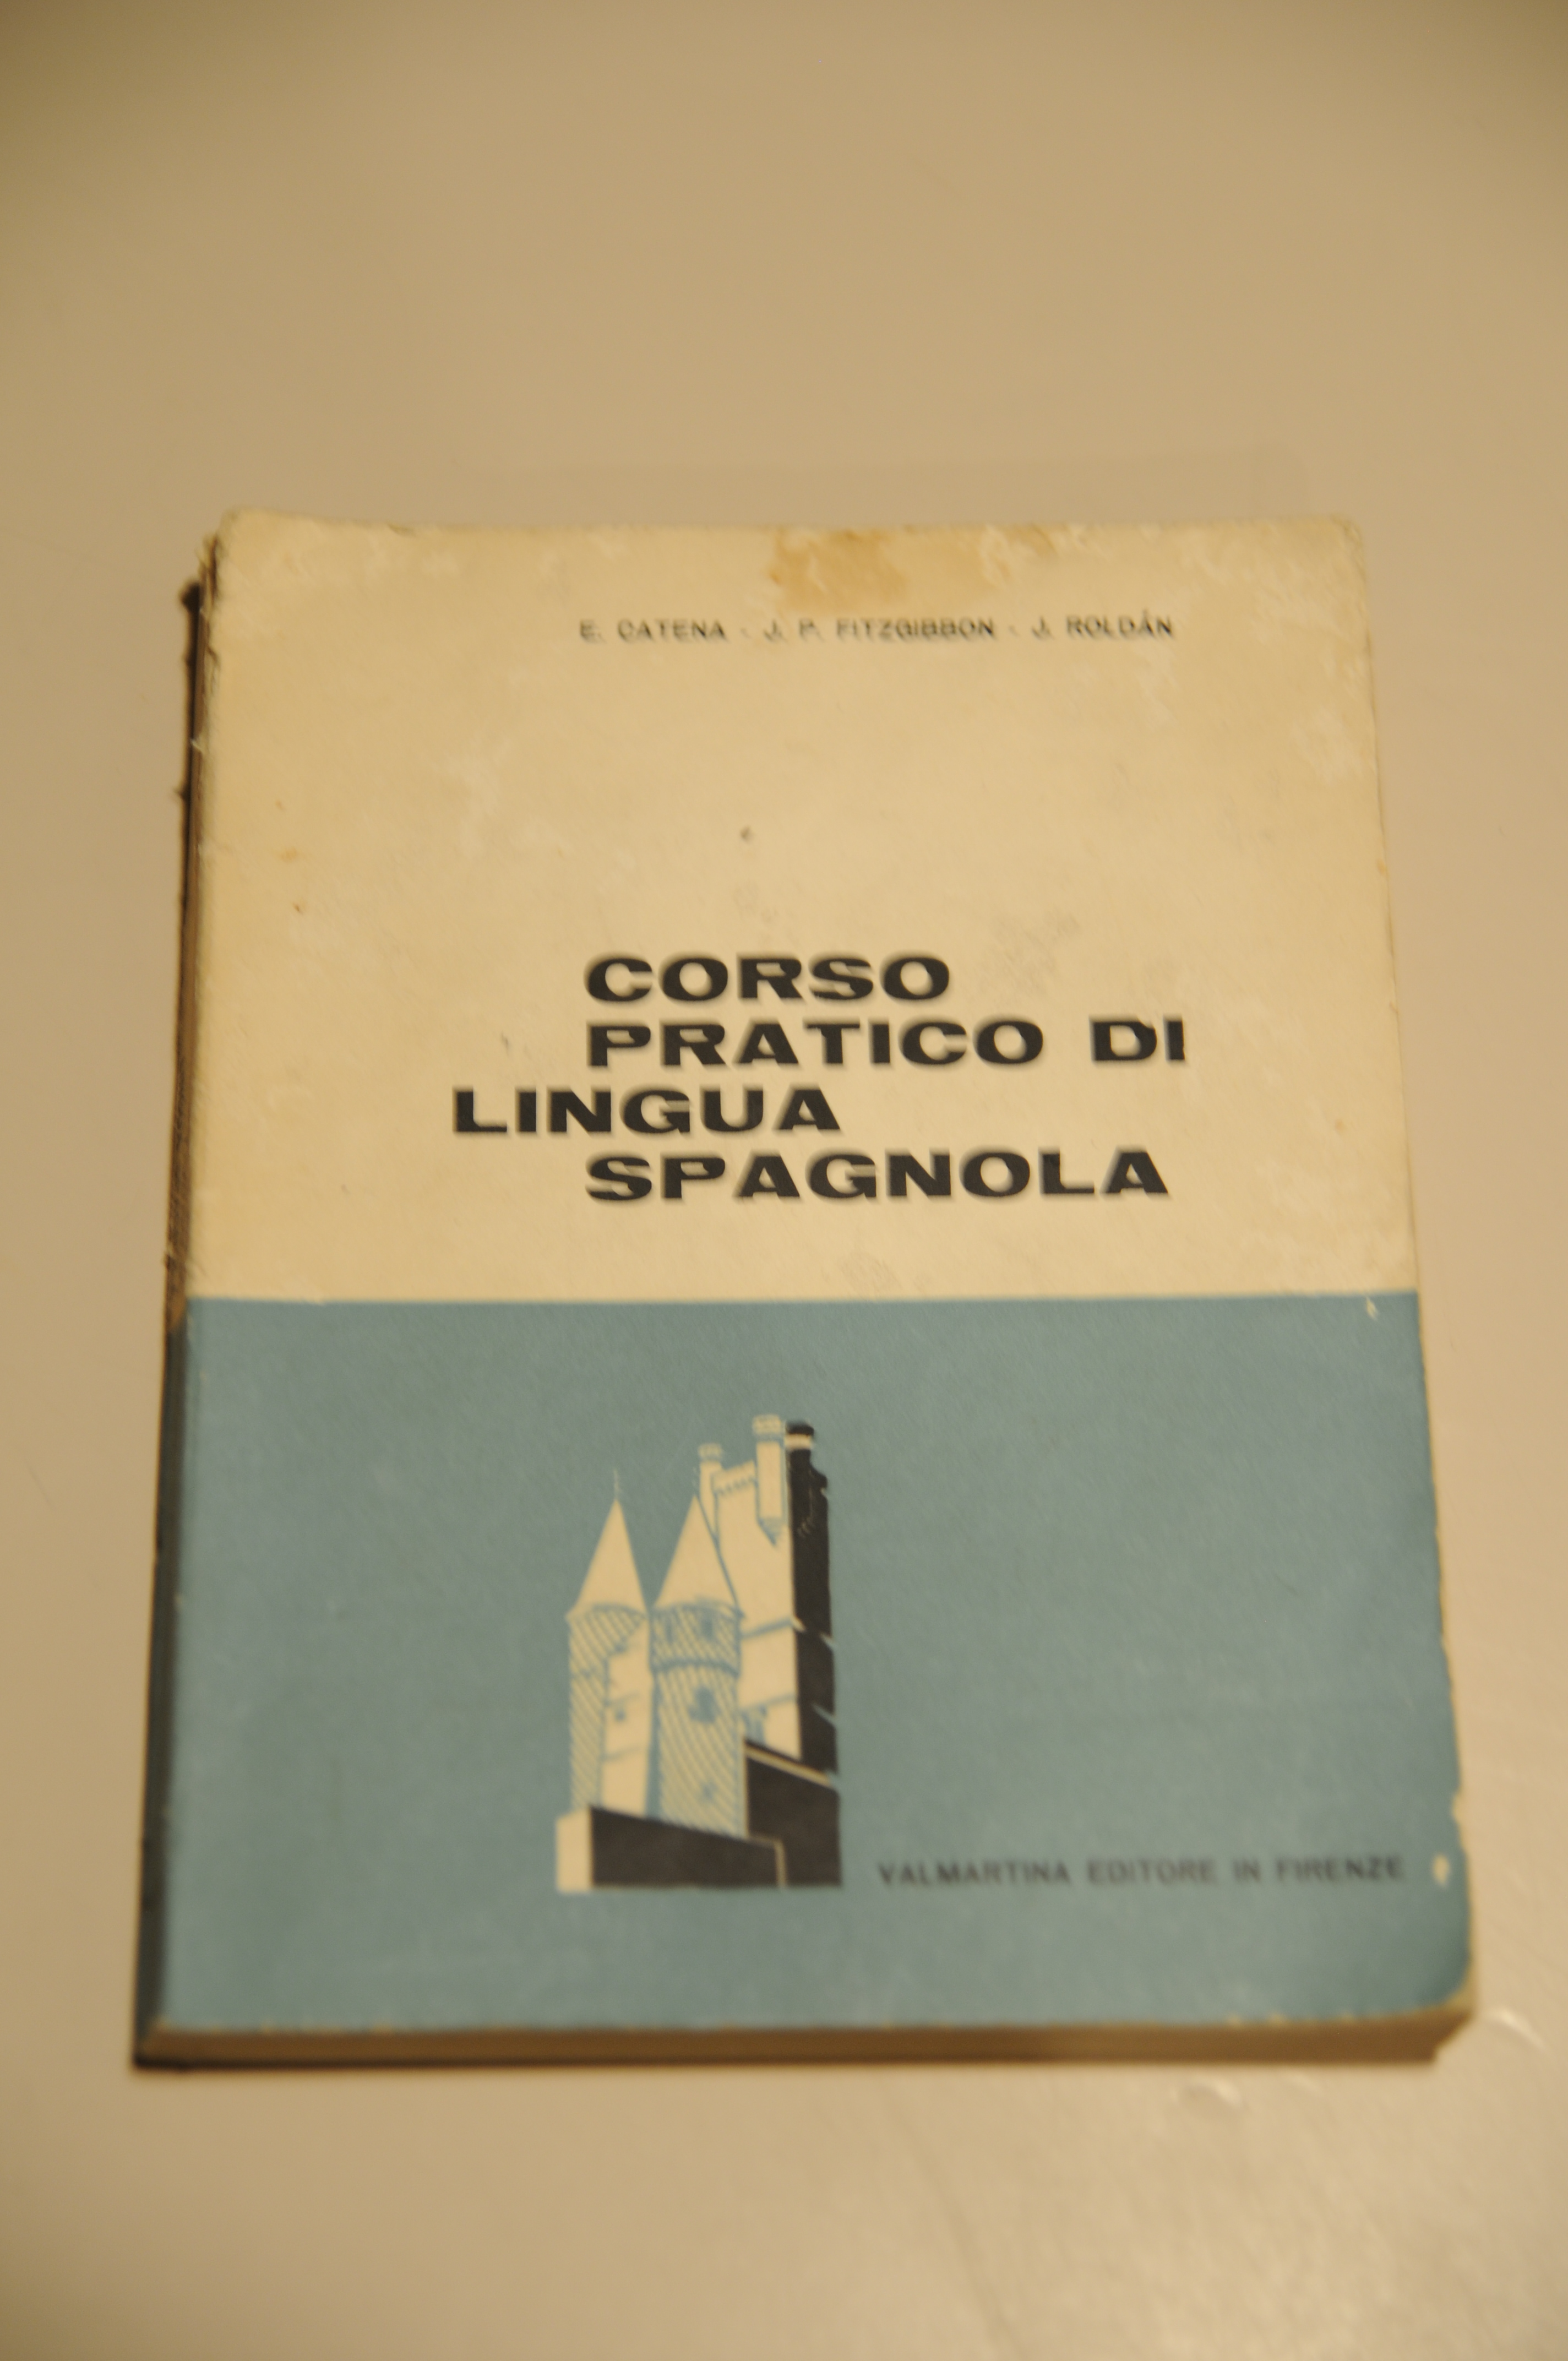 E. CATENA - J. P. FITZGIBBON - J. ROLDÁN
CORSO
PRATICO DI
LINGUA
SPAGNOLA
VALMARTINA EDITORE IN FIRENZE